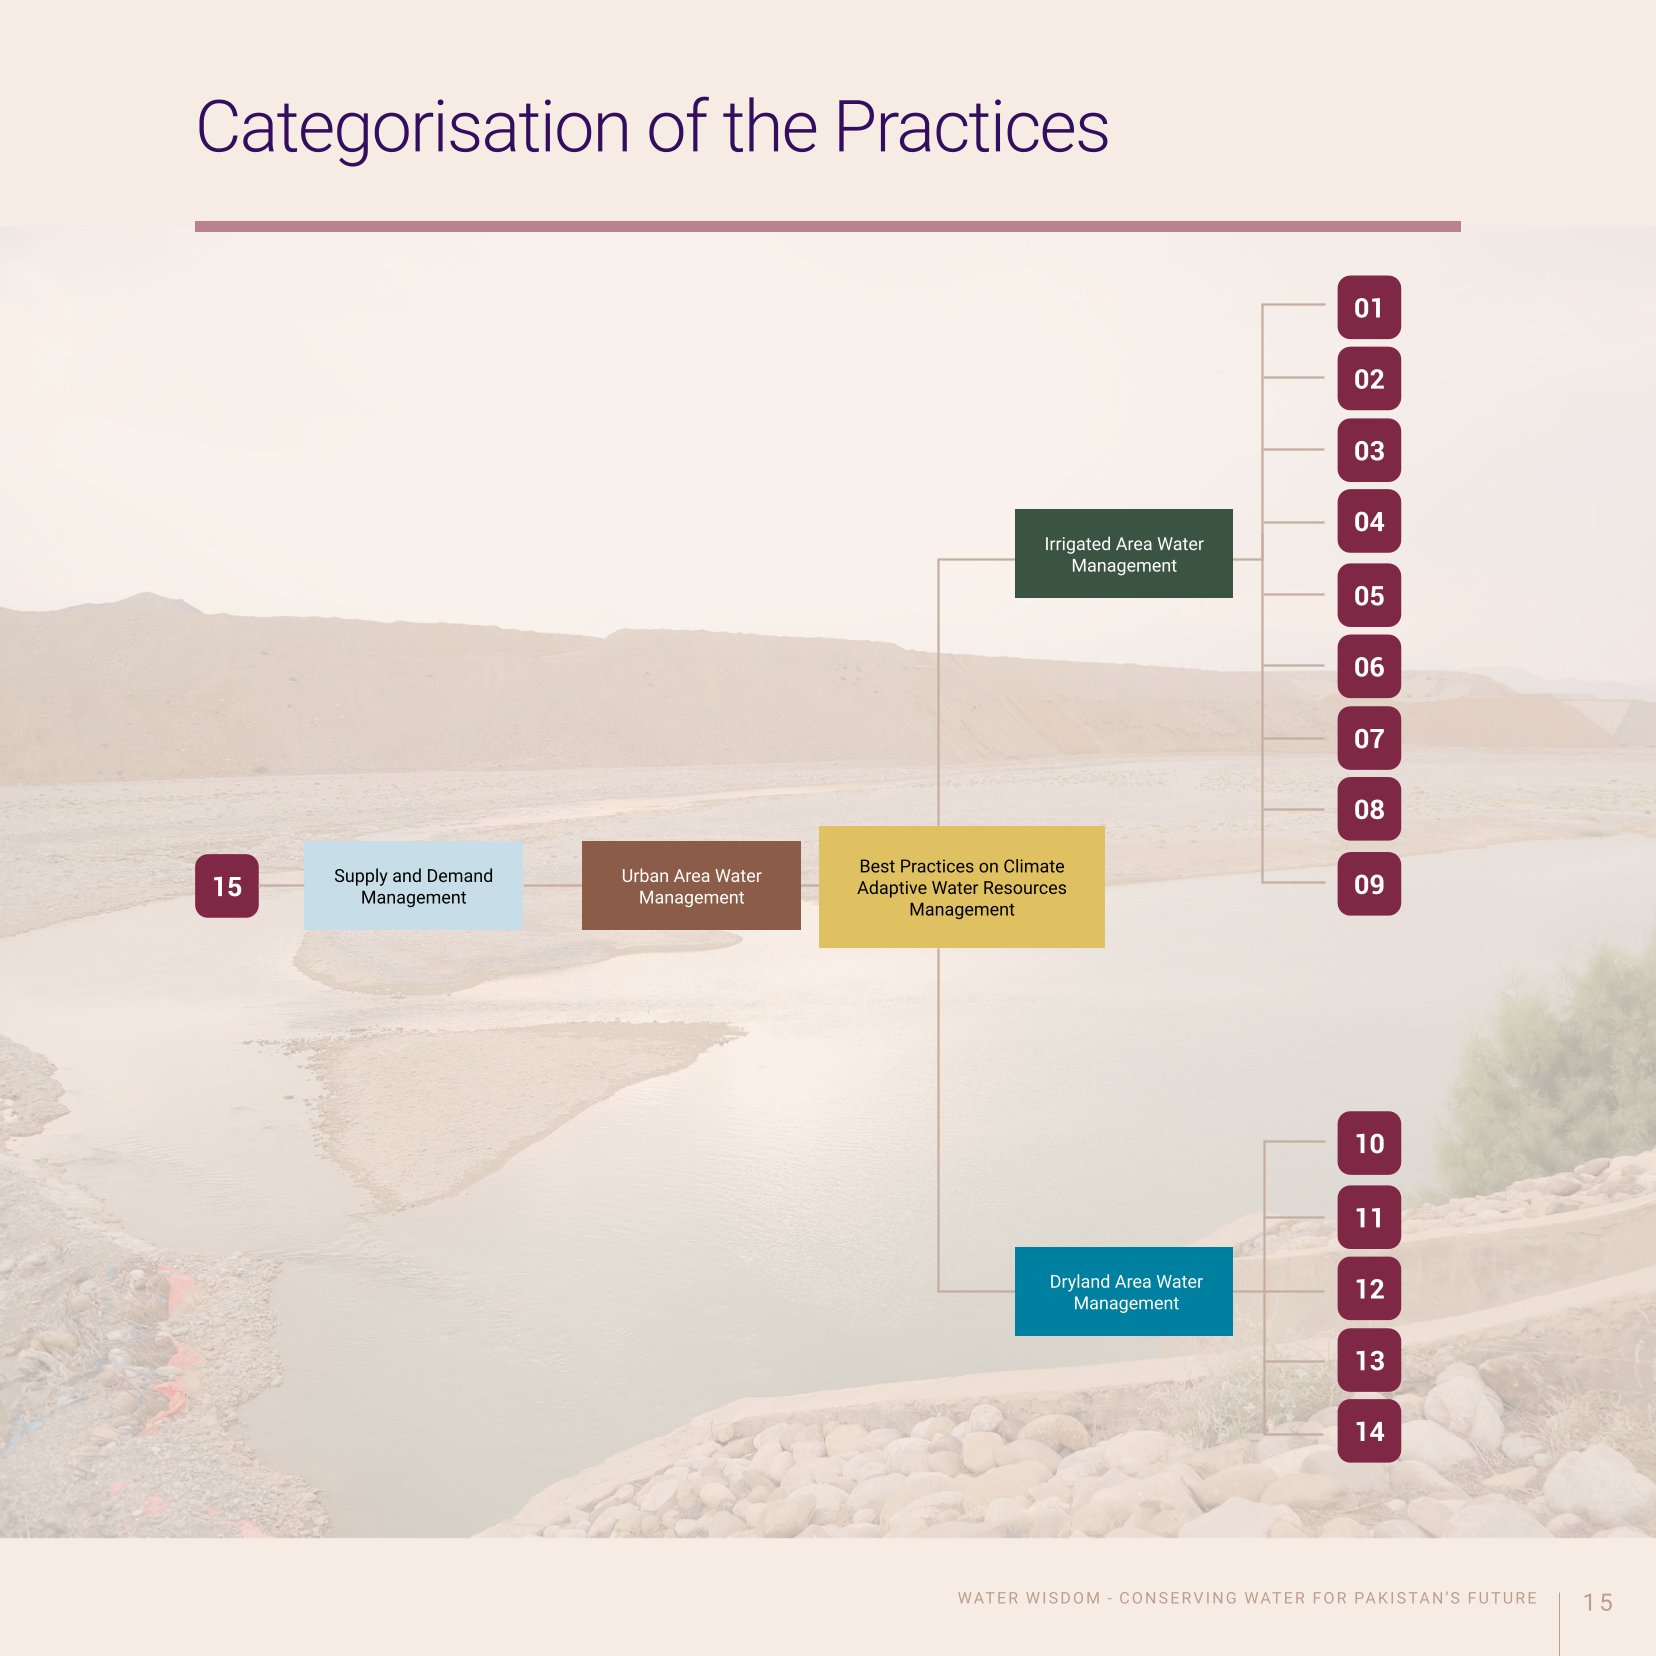 Categorisation of the Practices
01
02
03
04
Irrigated Area Water
Management
05
06
07
08
09
15
Supply and Demand
Management
Urban Area Water
Management
Best Practices on Climate
Adaptive Water Resources
Management
10
11
12
13
14
Dryland Area Water
Management
WATER WISDOM - CONSERVING WATER FOR PAKISTAN'S FUTURE
15